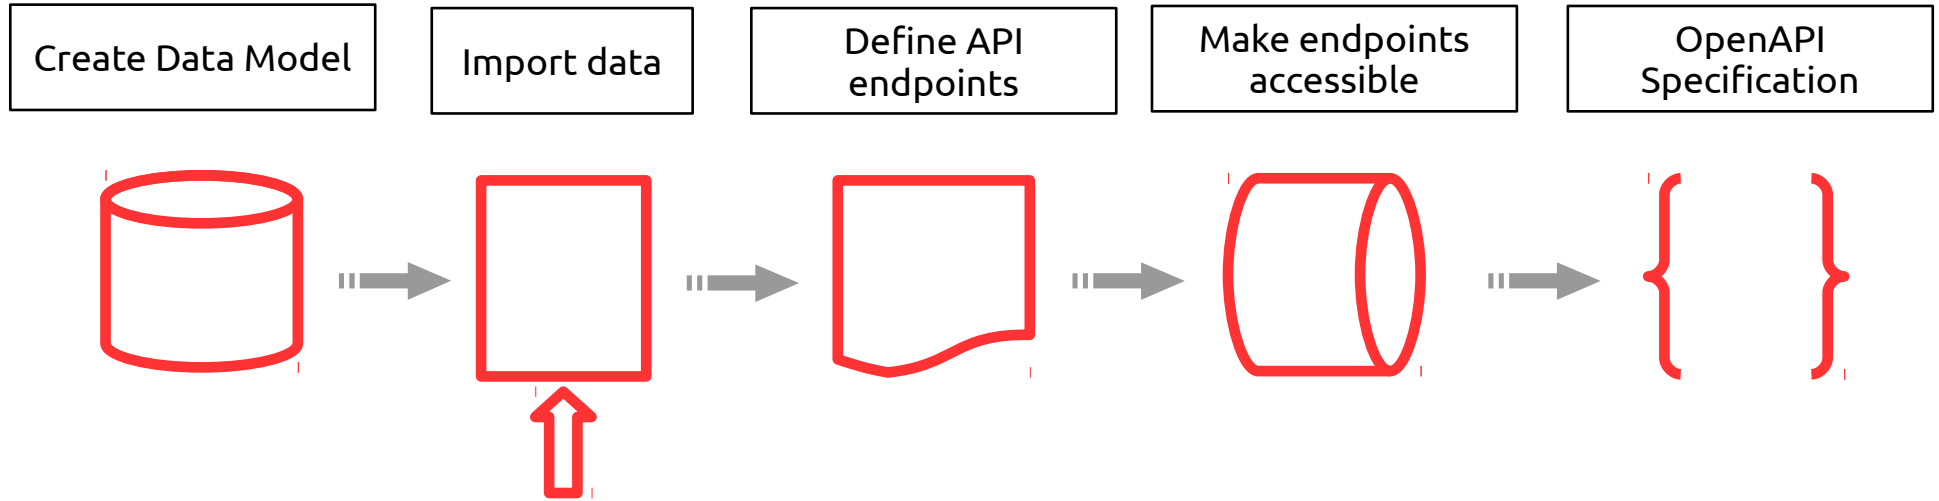 Create Data Model
Import data
Define API
endpoints
Make endpoints
accessible
OpenAPI
Specification